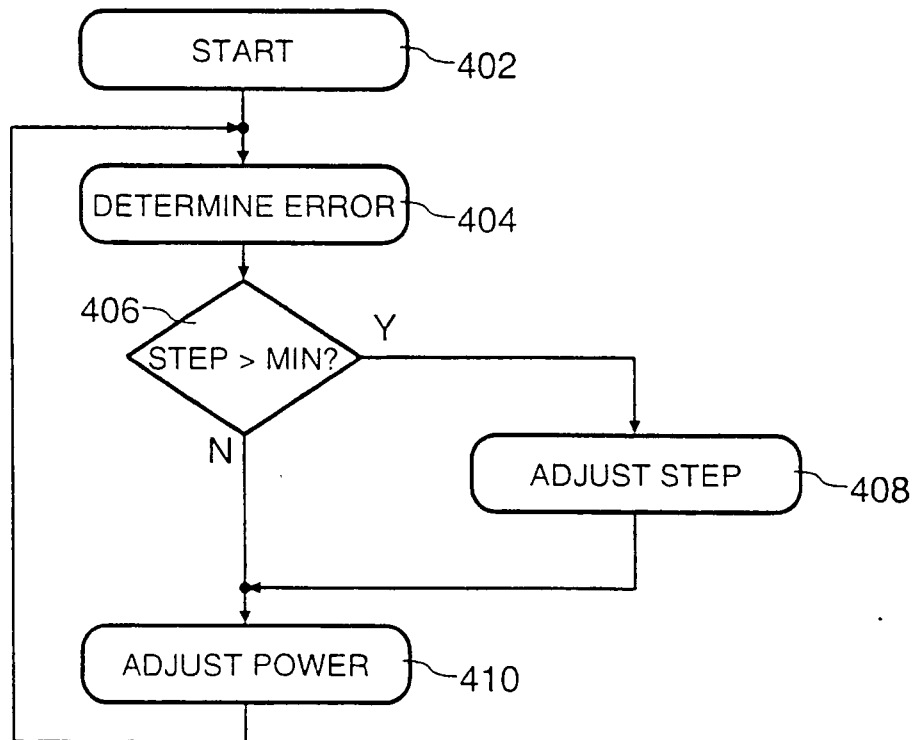 START
402
DETERMINE ERROR
404
406
STEP > MIN?
Y
N
ADJUST STEP
408
ADJUST POWER
410